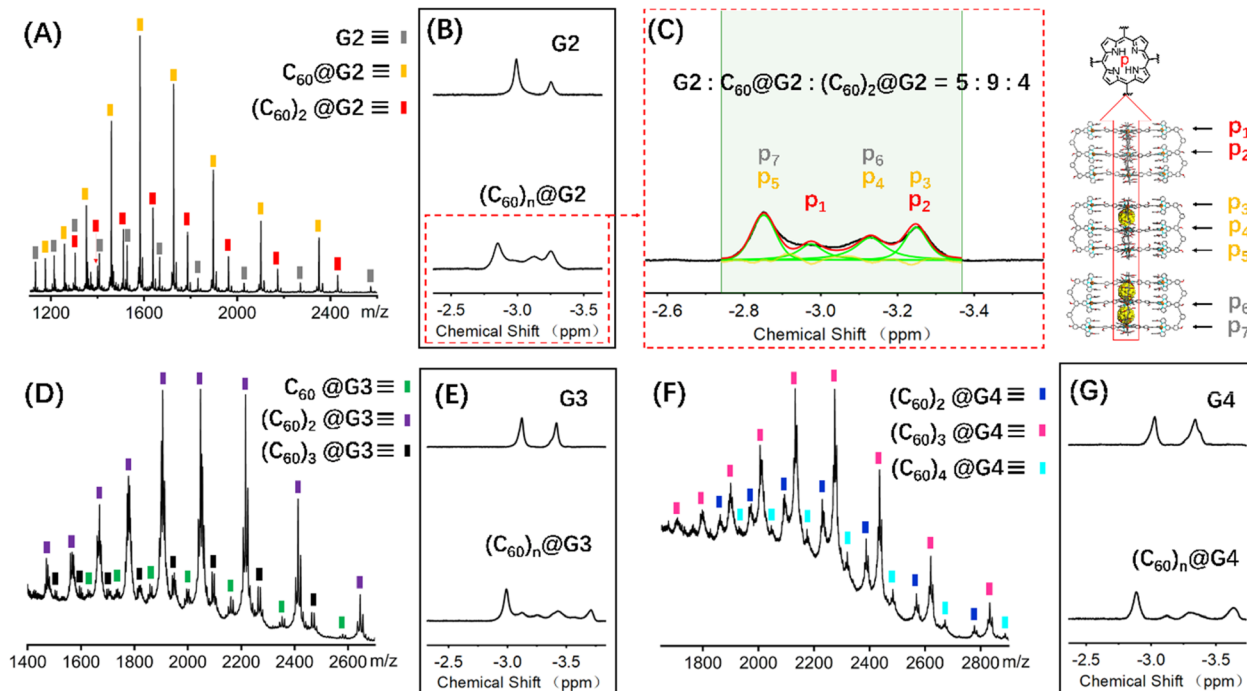 (A)
G2 ≡
C₆₀@G2 ≡
(C₆₀)₂ @G2 ≡
1200 1600 2000 2400 m/z
(B)
G2
(C₆₀)ₙ@G2
-2.5 -3.0 -3.5
Chemical Shift (ppm)
(C)
G2 : C₆₀@G2 : (C₆₀)₂@G2 = 5 : 9 : 4
p₇ p₆
p₅ p₄ p₃
p₁ p₂
-2.6 -2.8 -3.0 -3.2 -3.4
Chemical Shift (ppm)
NH N
p
N HN
p₁
p₂
p₃
p₄
p₅
p₆
p₇
(D)
C₆₀ @G3 ≡
(C₆₀)₂ @G3 ≡
(C₆₀)₃ @G3 ≡
1400 1600 1800 2000 2200 2400 2600 m/z
(E)
G3
(C₆₀)ₙ@G3
-2.5 -3.0 -3.5
Chemical Shift (ppm)
(F)
(C₆₀)₂ @G4 ≡
(C₆₀)₃ @G4 ≡
(C₆₀)₄ @G4 ≡
1800 2000 2200 2400 2600 2800 m/z
(G)
G4
(C₆₀)ₙ@G4
-2.5 -3.0 -3.5
Chemical Shift (ppm)